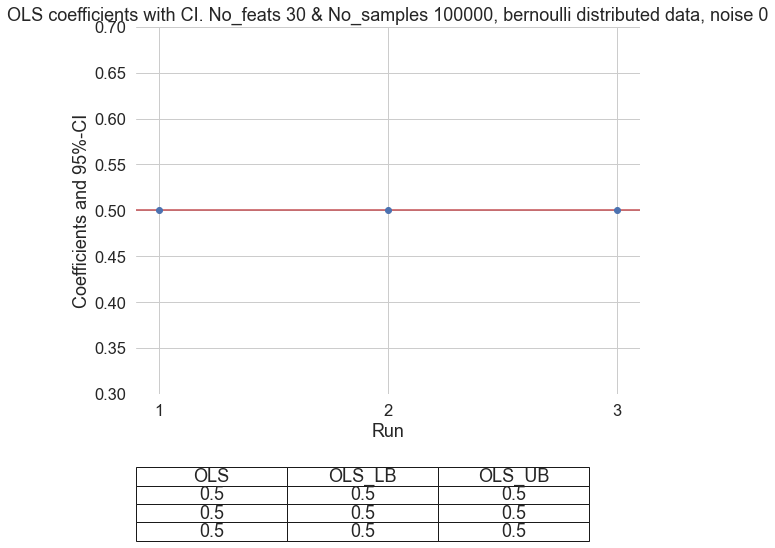 OLS coefficients with CI. No_feats 30 & No_samples 100000, bernoulli distributed data, noise 0
0.70
0.65
0.60
0.55
0.50
0.45
0.40
0.35
0.30
Coefficients and 95%-CI
1 2 3
Run
OLS OLS_LB OLS_UB
0.5 0.5 0.5
0.5 0.5 0.5
0.5 0.5 0.5